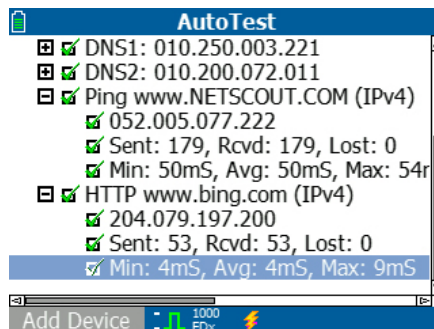 AutoTest
DNS1: 010.250.003.221
DNS2: 010.200.072.011
Ping www.NETSCOUT.COM (IPv4)
052.005.077.222
Sent: 179, Rcvd: 179, Lost: 0
Min: 50mS, Avg: 50mS, Max: 54
HTTP www.bing.com (IPv4)
204.079.197.200
Sent: 53, Rcvd: 53, Lost: 0
Min: 4mS, Avg: 4mS, Max: 9mS
Add Device
1000
FDx